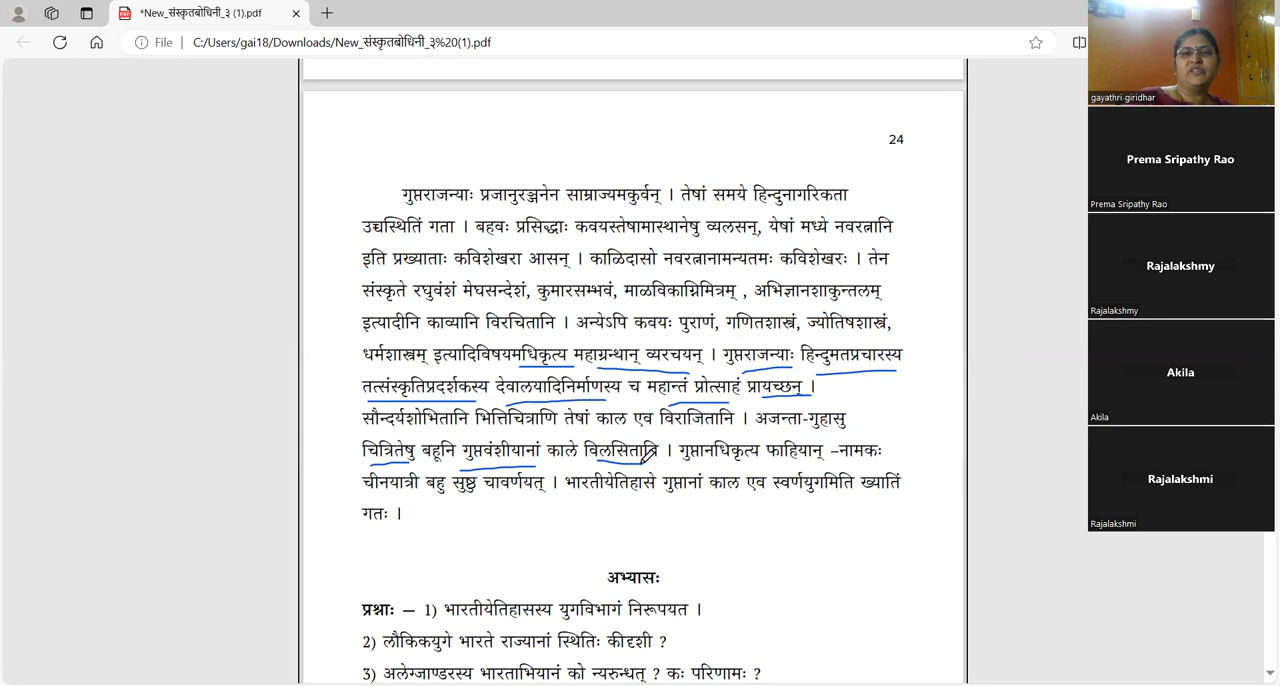 *New_संस्कृतबोधिनी_३ (1).pdf
File
C:/Users/gai18/Downloads/New_संस्कृतबोधिनी_३%20(1).pdf
24
गुप्तराजन्याः प्रजानुरञ्जनेन साम्राज्यमकुर्वन् । तेषां समये हिन्दुनागरिकता
उच्चस्थितिं गता । बहवः प्रसिद्धाः कवयस्तेषामास्थानेषु व्यलसन्, येषां मध्ये नवरत्नानि
इति प्रख्याताः कविशेखरा आसन् । काळिदासो नवरत्नानामन्यतमः कविशेखरः । तेन
संस्कृते रघुवंशं मेघसन्देशं, कुमारसम्भवं, माळविकाग्निमित्रम् , अभिज्ञानशाकुन्तलम्
इत्यादीनि काव्यानि विरचितानि । अन्येऽपि कवयः पुराणं, गणितशास्त्रं, ज्योतिषशास्त्रं,
धर्मशास्त्रम् इत्यादिविषयमधिकृत्य महाग्रन्थान् व्यरचयन् । गुप्तराजन्याः हिन्दुमतप्रचारस्य
तत्संस्कृतिप्रदर्शकस्य देवालयादिनिर्माणस्य च महान्तं प्रोत्साहं प्रायच्छन् ।
सौन्दर्यशोभितानि भित्तिचित्राणि तेषां काल एव विराजितानि । अजन्ता-गुहासु
चित्रितेषु बहूनि गुप्तवंशीयानां काले विलसितानि । गुप्तानधिकृत्य फाहियान् –नामकः
चीनयात्री बहु सुष्ठु चावर्णयत् । भारतीयेतिहासे गुप्तानां काल एव स्वर्णयुगमिति ख्यातिं
गतः ।
अभ्यासः
प्रश्नाः – 1) भारतीयेतिहासस्य युगविभागं निरूपयत ।
2) लौकिकयुगे भारते राज्यानां स्थितिः कीदृशी ?
3) अलेग्जाण्डरस्य भारताभियानं को न्यरुन्धत् ? कः परिणामः ?
gayathri giridhar
Prema Sripathy Rao
Prema Sripathy Rao
Rajalakshmy
Rajalakshmy
Akila
Akila
Rajalakshmi
Rajalakshmi